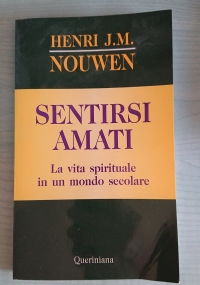 HENRI J.M.
NOUWEN
SENTIRSI
AMATI
La vita spirituale
in un mondo secolare
Queriniana